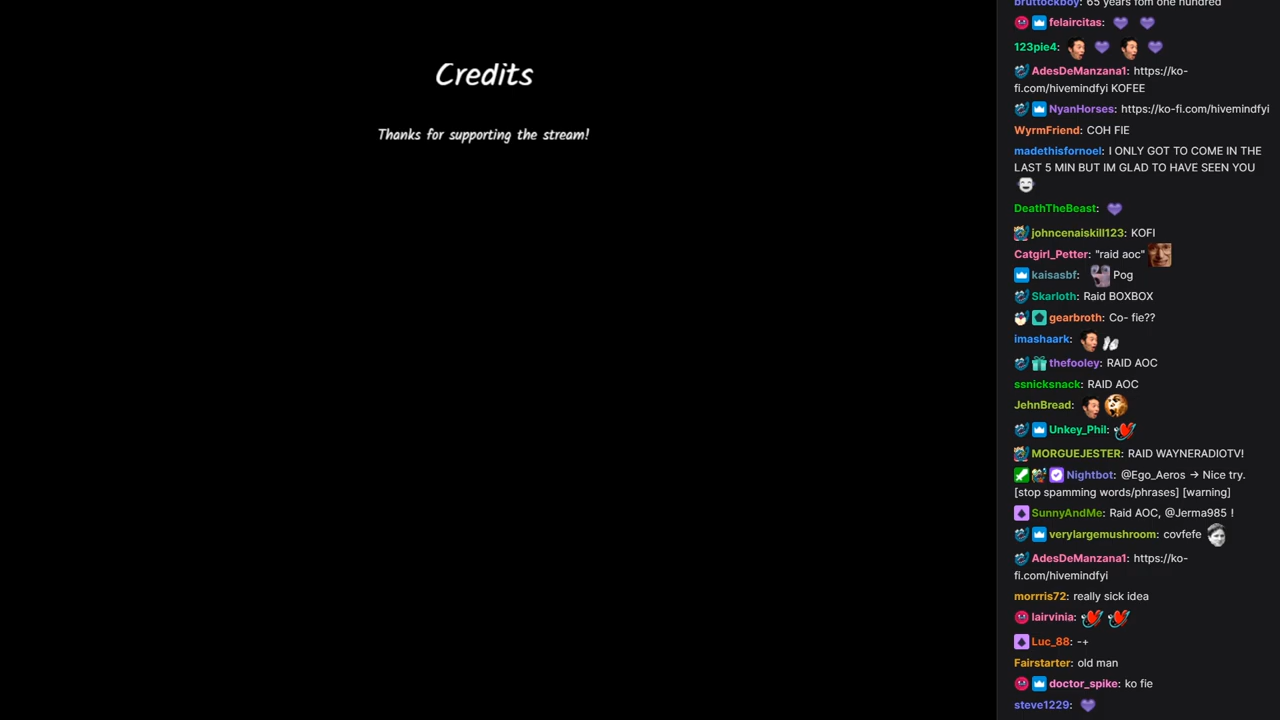 Credits
Thanks for supporting the stream!
bruttockboy: 65 years fom one hundred
felaircitas:
123pie4:
AdesDeManzana1: https://ko-
fi.com/hivemindfyi KOFEE
NyanHorses: https://ko-fi.com/hivemindfyi
WyrmFriend: COH FIE
madethisfornoel: I ONLY GOT TO COME IN THE
LAST 5 MIN BUT IM GLAD TO HAVE SEEN YOU
DeathTheBeast:
johncenaiskill123: KOFI
Catgirl_Petter: "raid aoc"
kaisasbf: Pog
Skarloth: Raid BOXBOX
gearbroth: Co- fie??
imashaark:
thefooley: RAID AOC
ssnicksnack: RAID AOC
JehnBread:
Unkey_Phil:
MORGUEJESTER: RAID WAYNERADIOTV!
Nightbot: @Ego_Aeros → Nice try.
[stop spamming words/phrases] [warning]
SunnyAndMe: Raid AOC, @Jerma985 !
verylargemushroom: covfefe
AdesDeManzana1: https://ko-
fi.com/hivemindfyi
morrris72: really sick idea
lairvinia:
Luc_88: -+
Fairstarter: old man
doctor_spike: ko fie
steve1229: